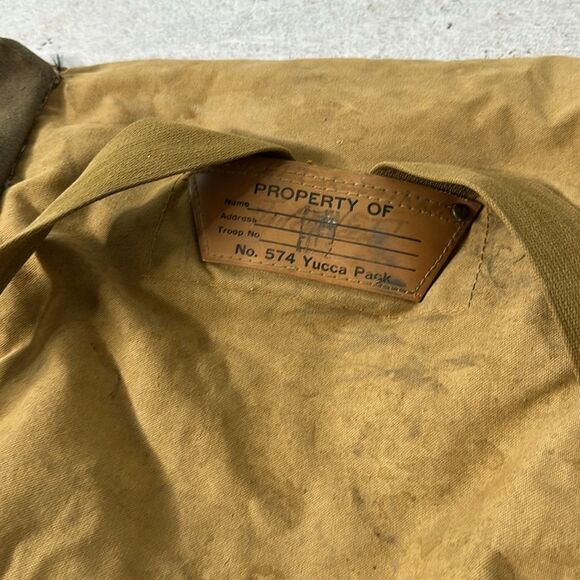 PROPERTY OF
Name
Address
Troop No.
No. 574 Yucca Pack